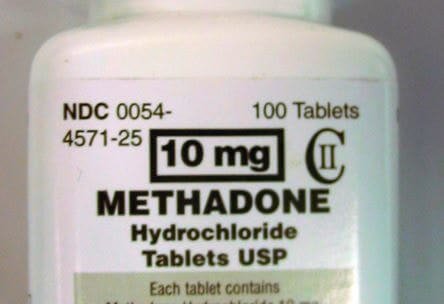 NDC 0054- 100 Tablets
4571-25 10 mg CII
METHADONE
Hydrochloride
Tablets USP
Each tablet contains